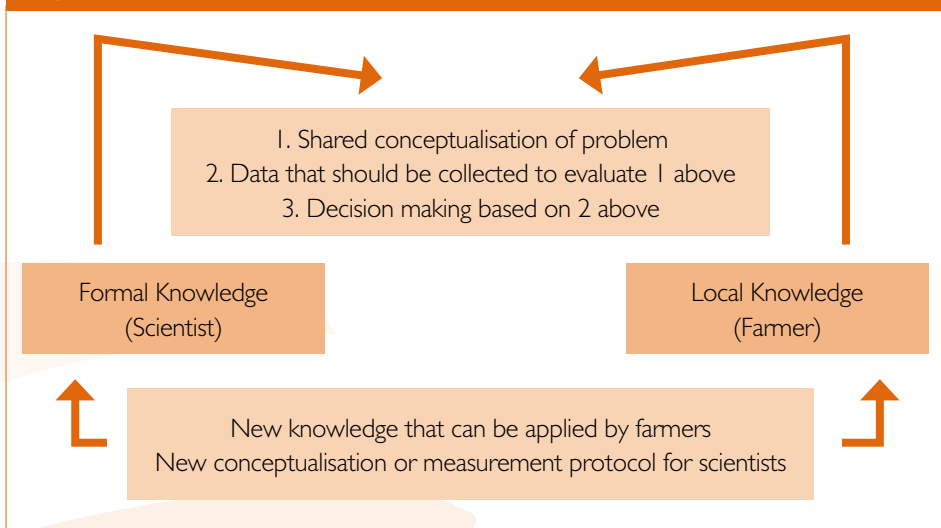 1. Shared conceptualisation of problem
2. Data that should be collected to evaluate 1 above
3. Decision making based on 2 above
Formal Knowledge
(Scientist)
Local Knowledge
(Farmer)
New knowledge that can be applied by farmers
New conceptualisation or measurement protocol for scientists